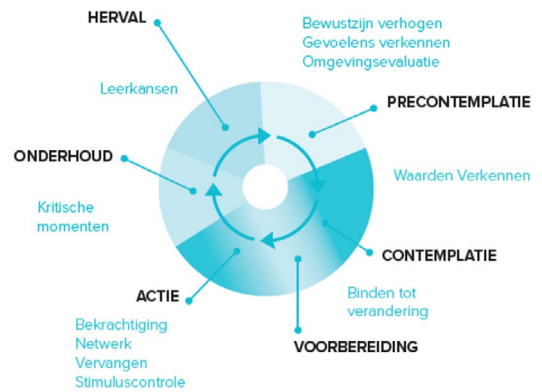 HERVAL
Bewustzijn verhogen
Gevoelens verkennen
Omgevingsevaluatie
Leerkansen
PRECONTEMPLATIE
ONDERHOUD
Waarden Verkennen
Kritische
momenten
CONTEMPLATIE
ACTIE
Binden tot
verandering
Bekrachtiging
Netwerk
Vervangen
Stimuluscontrole
VOORBEREIDING